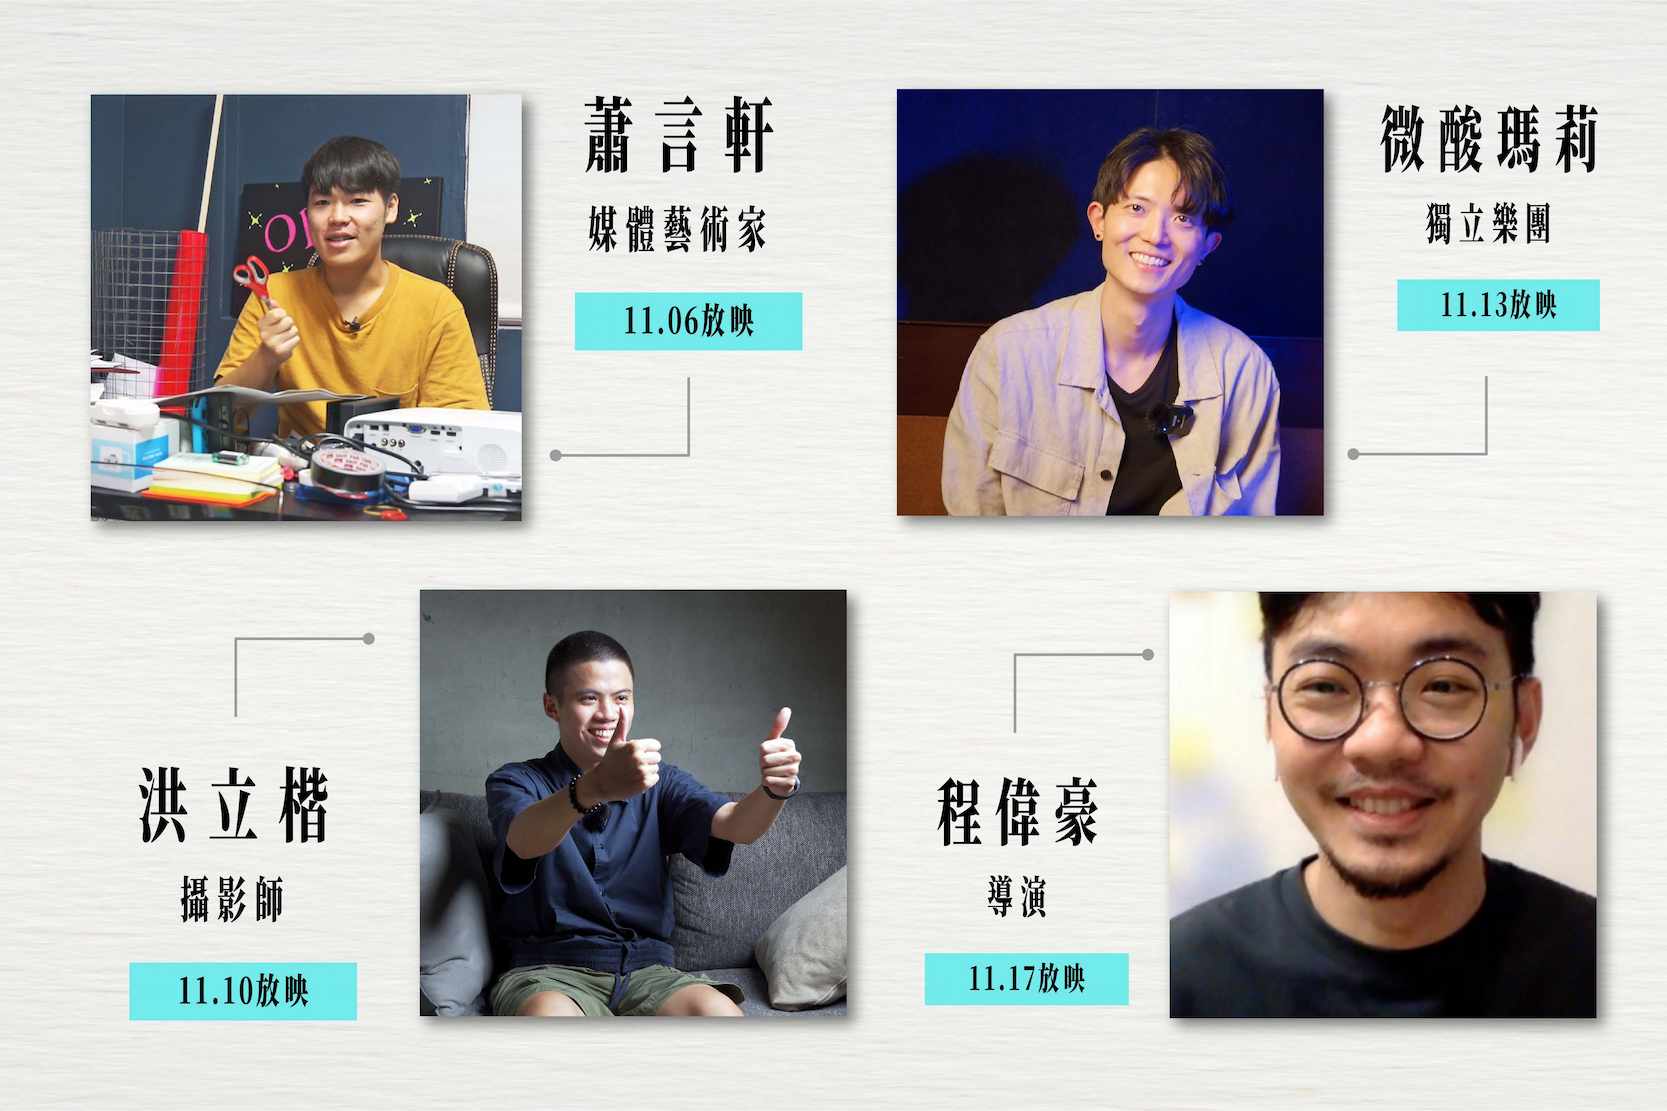 蕭言軒
媒體藝術家
11.06放映
微酸瑪莉
獨立樂團
11.13放映
洪立楷
攝影師
11.10放映
程偉豪
導演
11.17放映